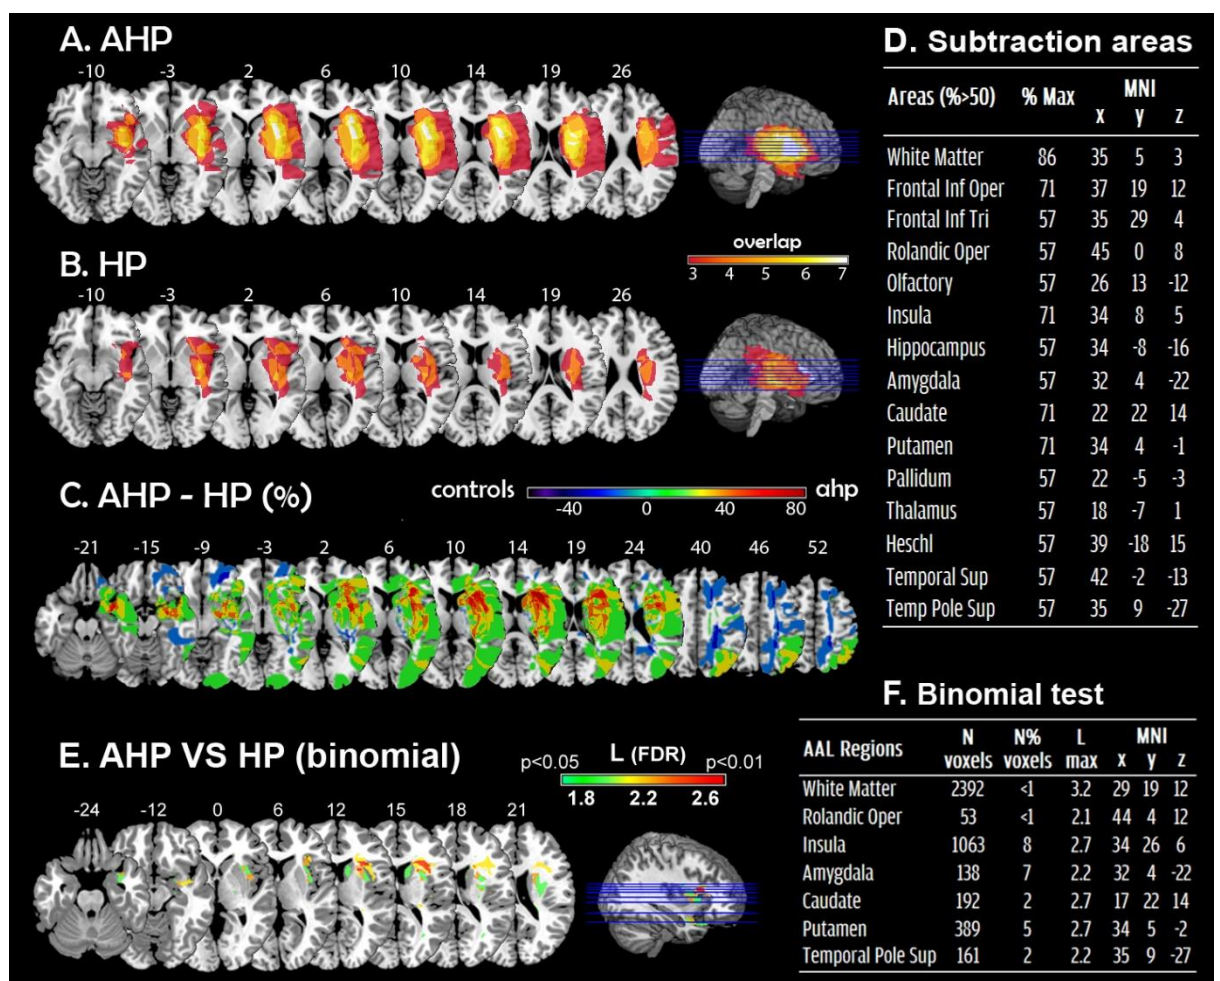 A. AHP
-10 -3 2 6 10 14 19 26
overlap
3 4 5 6 7
B. HP
-10 -3 2 6 10 14 19 26
C. AHP - HP (%)
controls ahp
-40 0 40 80
-21 -15 -9 -3 2 6 10 14 19 24 40 46 52
D. Subtraction areas
Areas (%>50) % Max MNI
x y z
White Matter 86 35 5 3
Frontal Inf Oper 71 37 19 12
Frontal Inf Tri 57 35 29 4
Rolandic Oper 57 45 0 8
Olfactory 57 26 13 -12
Insula 71 34 8 5
Hippocampus 57 34 -8 -16
Amygdala 57 32 4 -22
Caudate 71 22 22 14
Putamen 71 34 4 -1
Pallidum 57 22 -5 -3
Thalamus 57 18 -7 1
Heschl 57 39 -18 15
Temporal Sup 57 42 -2 -13
Temp Pole Sup 57 35 9 -27
E. AHP VS HP (binomial)
p<0.05 L (FDR) p<0.01
1.8 2.2 2.6
-24 -12 0 6 12 16 18 21
F. Binomial test
AAL Regions N voxels N% voxels L max MNI
x y z
White Matter 2392 <1 3.2 29 19 12
Rolandic Oper 53 <1 2.1 44 4 12
Insula 1063 8 2.7 34 26 6
Amygdala 138 7 2.2 32 4 -22
Caudate 192 2 2.7 17 22 14
Putamen 389 5 2.7 34 5 -2
Temporal Pole Sup 161 2 2.2 35 9 -27